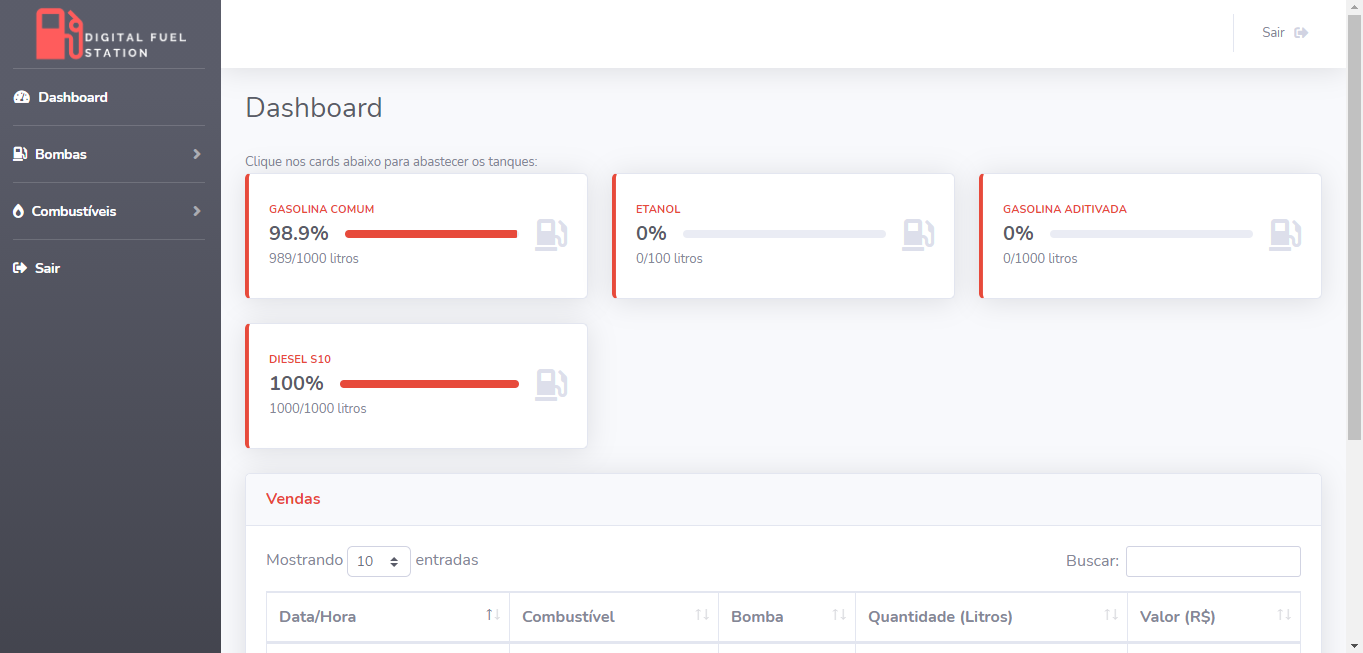 DIGITAL FUEL
STATION
Sair
Dashboard
Bombas
Combustíveis
Sair
Dashboard
Clique nos cards abaixo para abastecer os tanques:
GASOLINA COMUM
98.9%
989/1000 litros
ETANOL
0%
0/100 litros
GASOLINA ADITIVADA
0%
0/1000 litros
DIESEL S10
100%
1000/1000 litros
Vendas
Mostrando 10 entradas
Buscar:
Data/Hora Combustível Bomba Quantidade (Litros) Valor (R$)